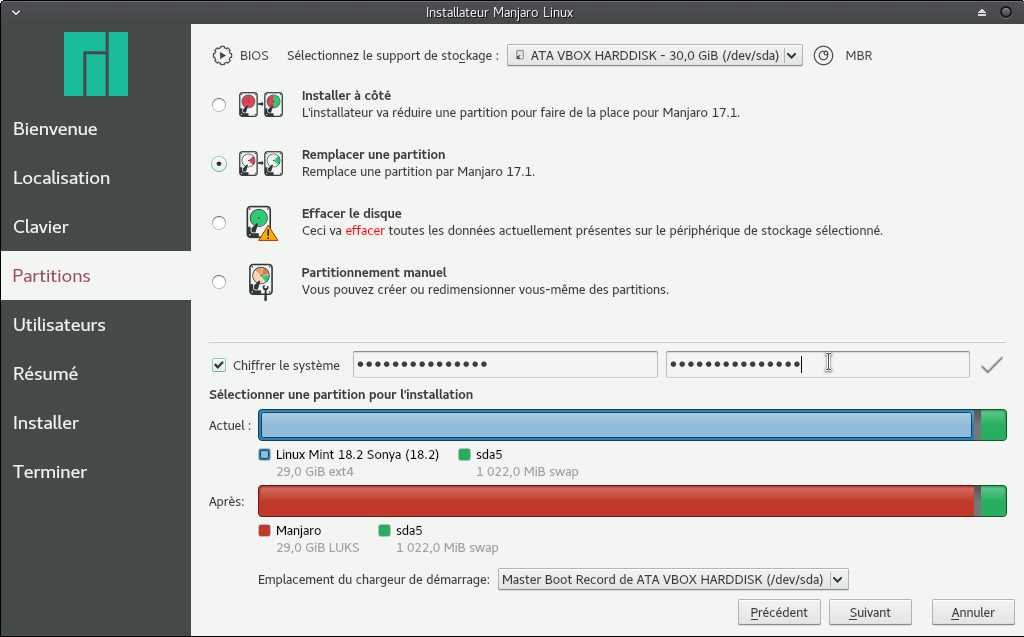 Installateur Manjaro Linux
Bienvenue
Localisation
Clavier
Partitions
Utilisateurs
Résumé
Installer
Terminer
BIOS Sélectionnez le support de stockage : ATA VBOX HARDDISK - 30,0 GiB (/dev/sda) MBR
Installer à côté
L'installateur va réduire une partition pour faire de la place pour Manjaro 17.1.
Remplacer une partition
Remplace une partition par Manjaro 17.1.
Effacer le disque
Ceci va effacer toutes les données actuellement présentes sur le périphérique de stockage sélectionné.
Partitionnement manuel
Vous pouvez créer ou redimensionner vous-même des partitions.
Chiffrer le système ••••••••••••••• •••••••••••••••
Sélectionner une partition pour l'installation
Actuel :
Linux Mint 18.2 Sonya (18.2) sda5
29,0 GiB ext4 1 022,0 MiB swap
Après:
Manjaro sda5
29,0 GiB LUKS 1 022,0 MiB swap
Emplacement du chargeur de démarrage: Master Boot Record de ATA VBOX HARDDISK (/dev/sda)
Précédent Suivant Annuler